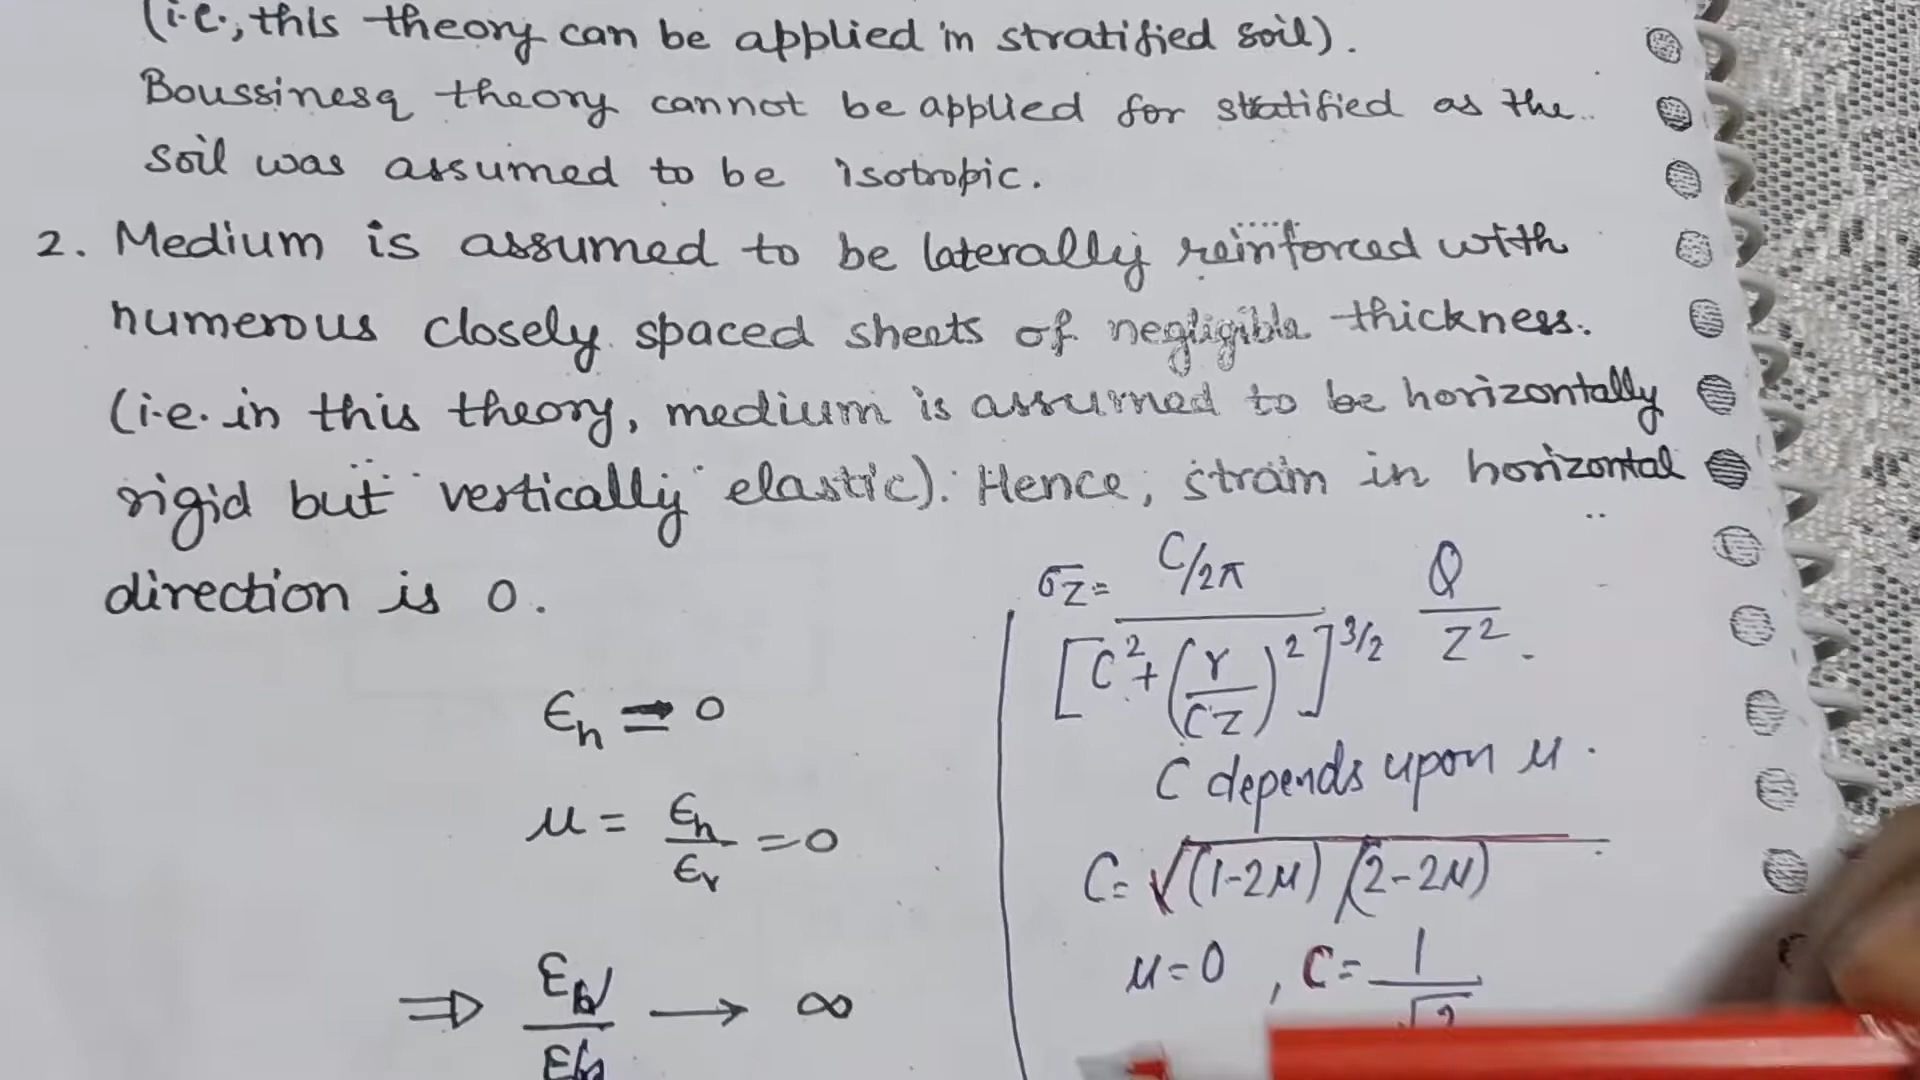 (i.e., this theory can be applied in stratified soil).
Boussinesq theory cannot be applied for stratified as the
soil was assumed to be isotropic.
2. Medium is assumed to be laterally reinforced with
numerous closely spaced sheets of negligible thickness.
(i.e. in this theory, medium is assumed to be horizontally
rigid but vertically elastic). Hence, strain in horizontal
direction is 0.
ϵh = 0
μ = ϵh/ϵv = 0
⇒ → ∞
σz = (C/2π)/[C²+(r/CZ)²]^3/2 Q/Z².
C depends upon μ.
C = √(1-2μ)/(2-2μ)
μ=0, C= 1/√2